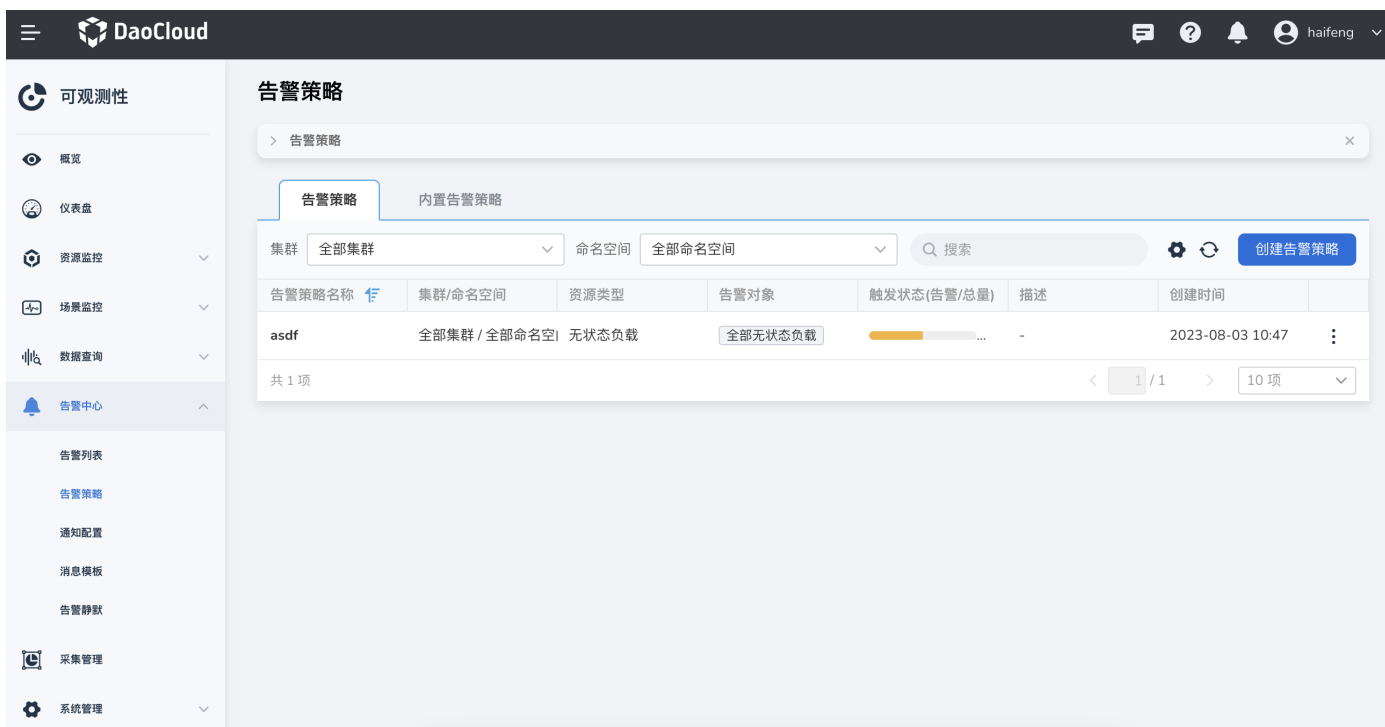 DaoCloud
haifeng
可观测性
概览
仪表盘
资源监控
场景监控
数据查询
告警中心
告警列表
告警策略
通知配置
消息模板
告警静默
采集管理
系统管理
告警策略
告警策略
告警策略 内置告警策略
集群 全部集群 命名空间 全部命名空间 搜索 创建告警策略
告警策略名称 集群/命名空间 资源类型 告警对象 触发状态(告警/总量) 描述 创建时间
asdf 全部集群 / 全部命名空 无状态负载 全部无状态负载 ... - 2023-08-03 10:47
共 1 项 1 / 1 10 项